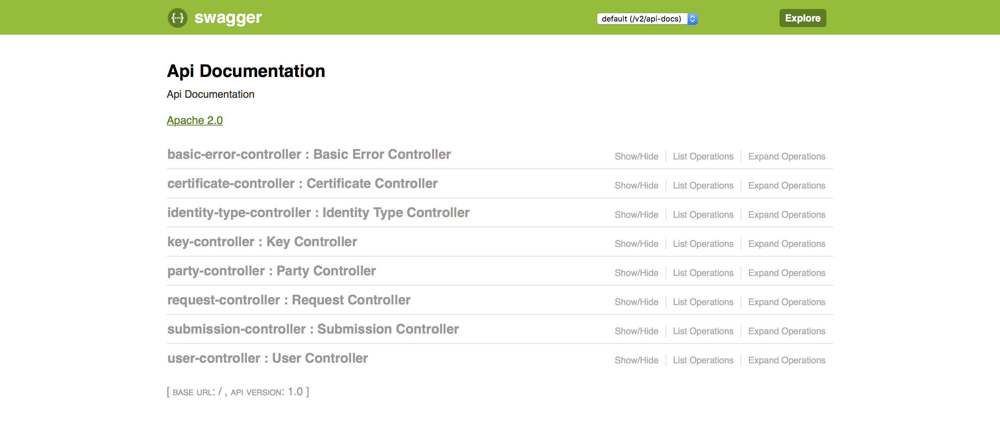 {···} swagger default (/v2/api-docs) Explore
Api Documentation
Api Documentation
Apache 2.0
basic-error-controller : Basic Error Controller Show/Hide List Operations Expand Operations
certificate-controller : Certificate Controller Show/Hide List Operations Expand Operations
identity-type-controller : Identity Type Controller Show/Hide List Operations Expand Operations
key-controller : Key Controller Show/Hide List Operations Expand Operations
party-controller : Party Controller Show/Hide List Operations Expand Operations
request-controller : Request Controller Show/Hide List Operations Expand Operations
submission-controller : Submission Controller Show/Hide List Operations Expand Operations
user-controller : User Controller Show/Hide List Operations Expand Operations
[ BASE URL: / , API VERSION: 1.0 ]